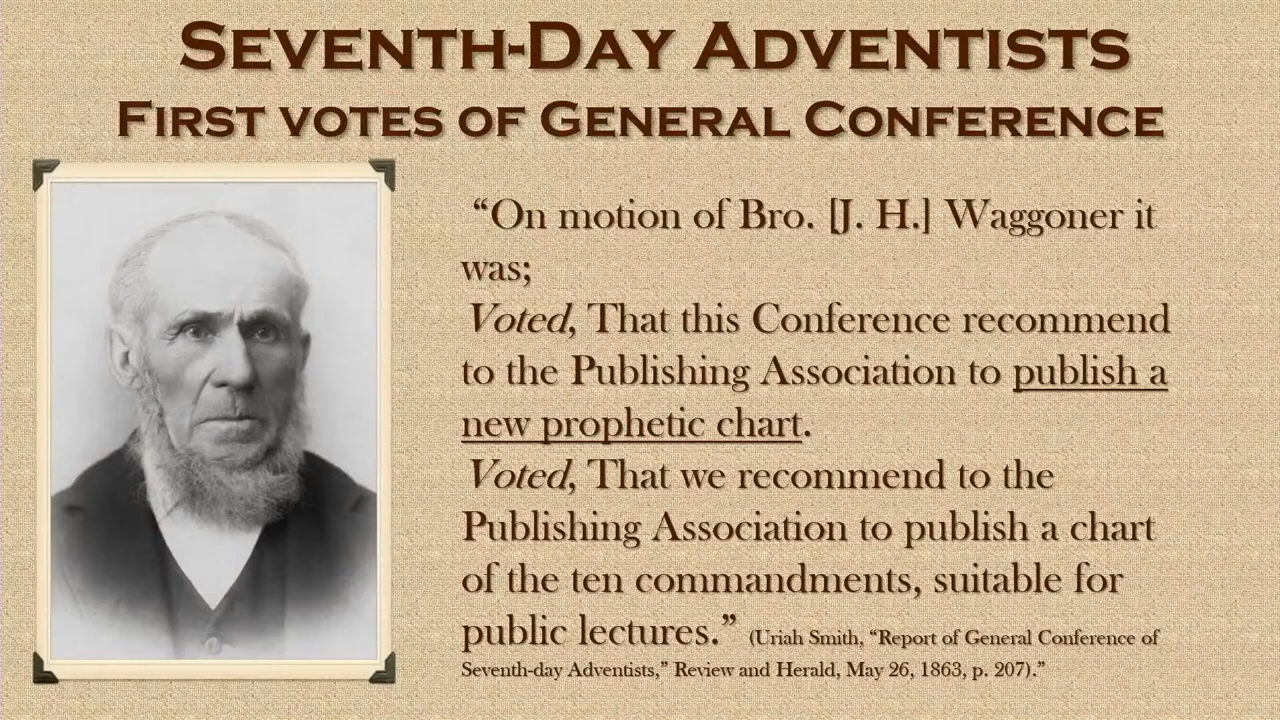 SEVENTH-DAY ADVENTISTS
FIRST VOTES OF GENERAL CONFERENCE
“On motion of Bro. [J. H.] Waggoner it
was;
Voted, That this Conference recommend
to the Publishing Association to publish a
new prophetic chart.
Voted, That we recommend to the
Publishing Association to publish a chart
of the ten commandments, suitable for
public lectures.” (Uriah Smith, “Report of General Conference of
Seventh-day Adventists,” Review and Herald, May 26, 1863, p. 207).”